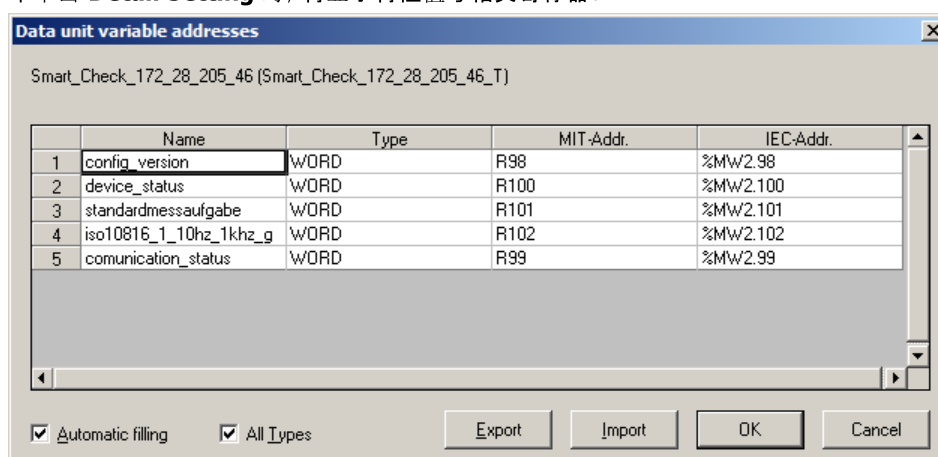 Data unit variable addresses
Smart_Check_172_28_205_46 (Smart_Check_172_28_205_46_T)
Name Type MIT-Addr. IEC-Addr.
1 config_version WORD R98 %MW2.98
2 device_status WORD R100 %MW2.100
3 standardmessaufgabe WORD R101 %MW2.101
4 iso10816_1_10hz_1khz_g WORD R102 %MW2.102
5 comunication_status WORD R99 %MW2.99
Automatic filling All Types Export Import OK Cancel